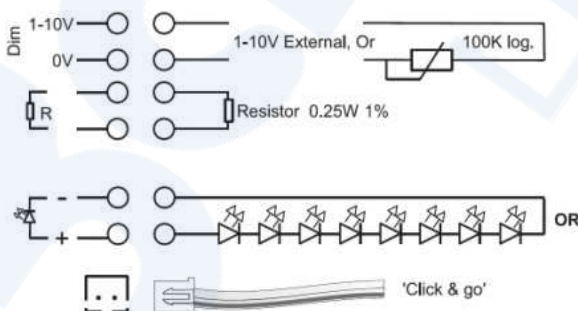 Dim
1-10V
0V
1-10V External, Or
100K log.
R
Resistor 0.25W 1%
-
+
OR
'Click & go'